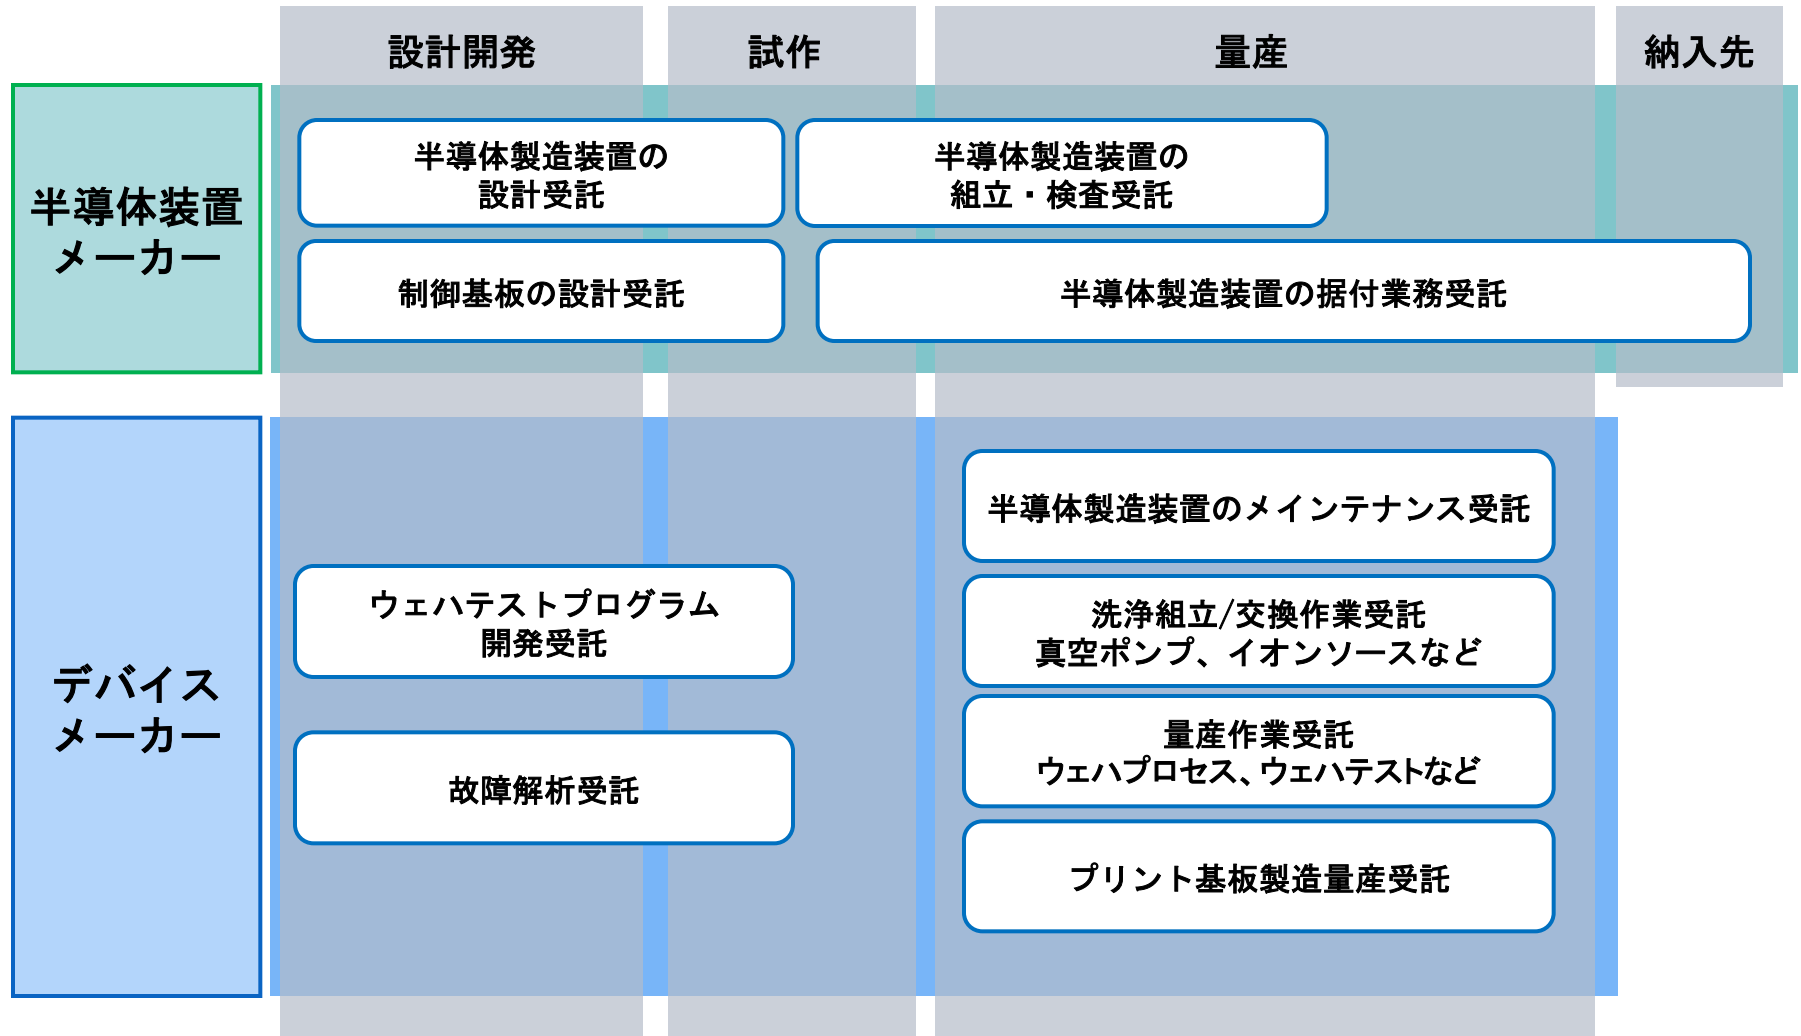 設計開発
試作
量産
納入先
半導体装置
メーカー
半導体製造装置の
設計受託
半導体製造装置の
組立・検査受託
制御基板の設計受託
半導体製造装置の据付業務受託
デバイス
メーカー
ウェハテストプログラム
開発受託
故障解析受託
半導体製造装置のメインテナンス受託
洗浄組立/交換作業受託
真空ポンプ、イオンソースなど
量産作業受託
ウェハプロセス、ウェハテストなど
プリント基板製造量産受託